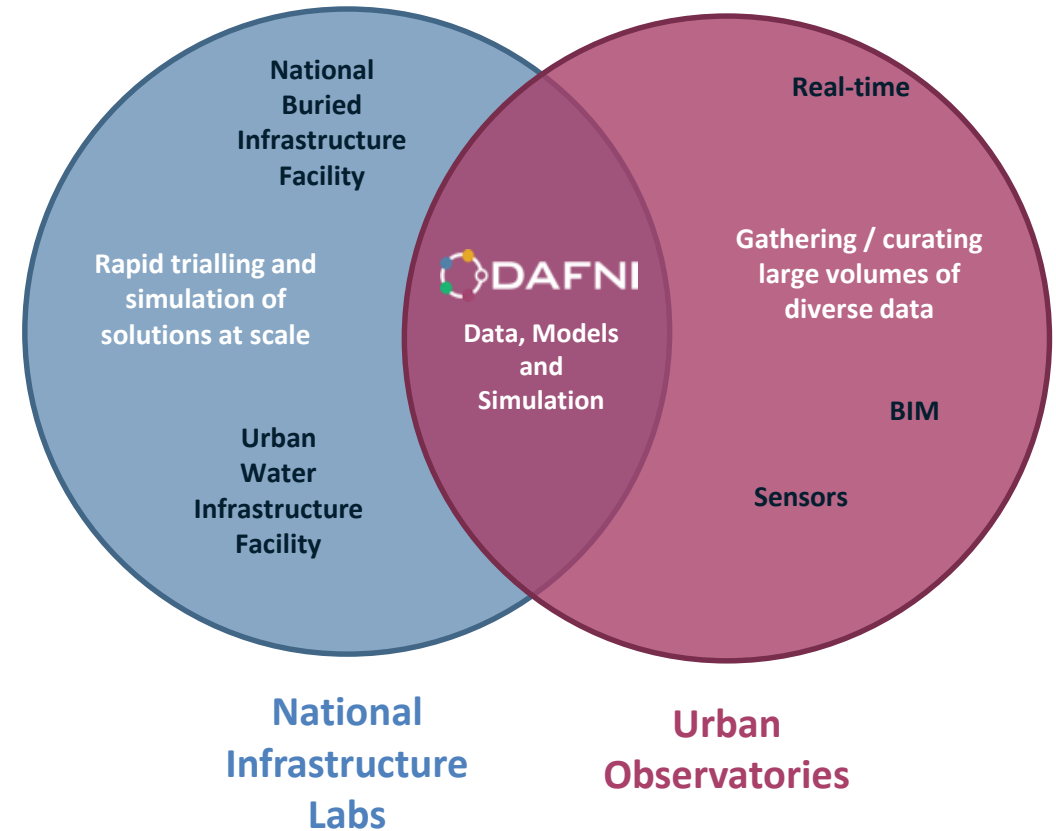 National
Buried
Infrastructure
Facility
Rapid trialling and
simulation of
solutions at scale
Urban
Water
Infrastructure
Facility
DAFNI
Data, Models
and
Simulation
Real-time
Gathering / curating
large volumes of
diverse data
BIM
Sensors
National
Infrastructure
Labs
Urban
Observatories